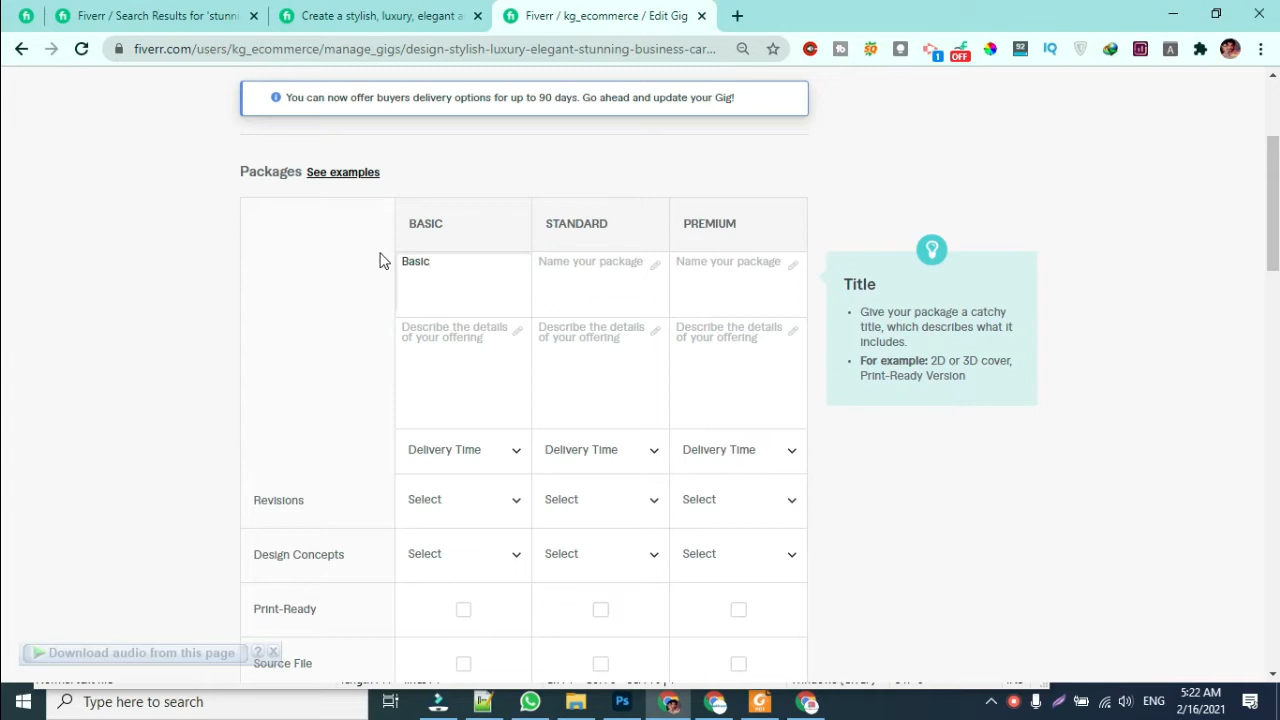 Fiverr / Search Results for 'stunn
Create a stylish, luxury, elegant a
Fiverr / kg_ecommerce / Edit Gig
fiverr.com/users/kg_ecommerce/manage_gigs/design-stylish-luxury-elegant-stunning-business-car...
1
OFF
92
IQ
A
You can now offer buyers delivery options for up to 90 days. Go ahead and update your Gig!
Packages See examples
BASIC STANDARD PREMIUM
Basic Name your package Name your package
Describe the details of your offering
Describe the details of your offering
Describe the details of your offering
Delivery Time Delivery Time Delivery Time
Revisions Select Select Select
Design Concepts Select Select Select
Print-Ready
Source File
Title
Give your package a catchy
title, which describes what it
includes.
For example: 2D or 3D cover,
Print-Ready Version
Download audio from this page ? X
Type here to search
Ps
ENG
5:22 AM
2/16/2021